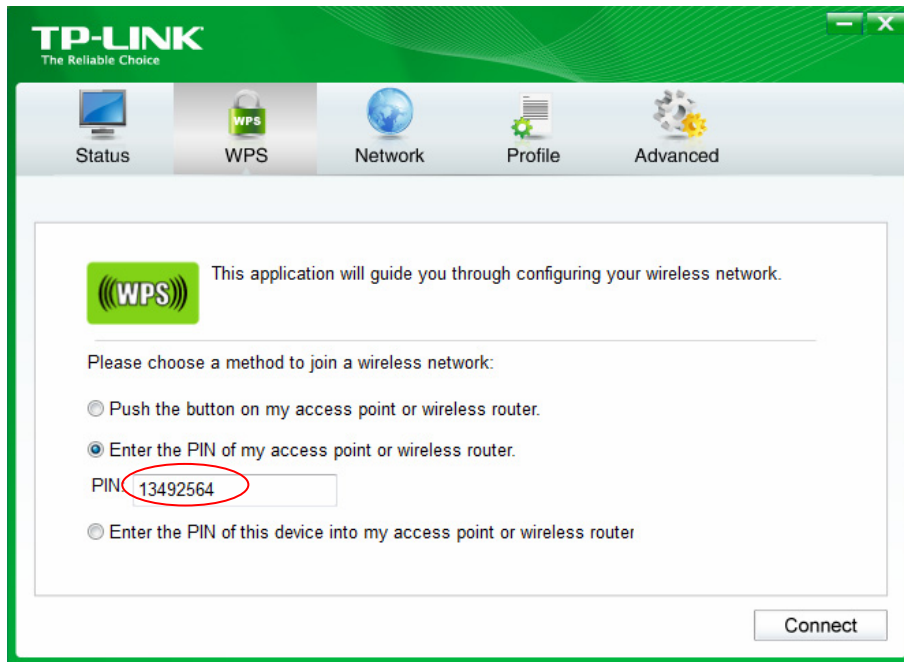 TP-LINK
The Reliable Choice
Status WPS Network Profile Advanced
WPS
(((WPS))) This application will guide you through configuring your wireless network.
Please choose a method to join a wireless network:
Push the button on my access point or wireless router.
Enter the PIN of my access point or wireless router.
PIN: 13492564
Enter the PIN of this device into my access point or wireless router
Connect